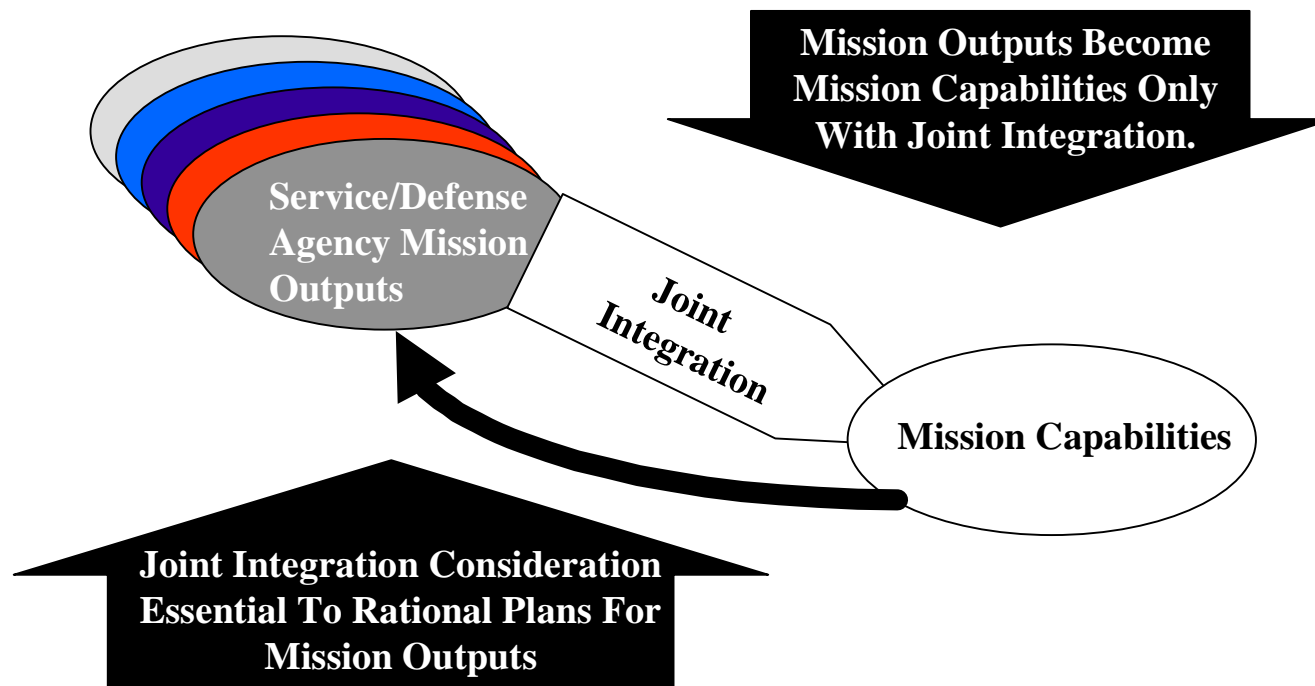 Mission Outputs Become
Mission Capabilities Only
With Joint Integration.
Service/Defense
Agency Mission
Outputs
Joint
Integration
Mission Capabilities
Joint Integration Consideration
Essential To Rational Plans For
Mission Outputs